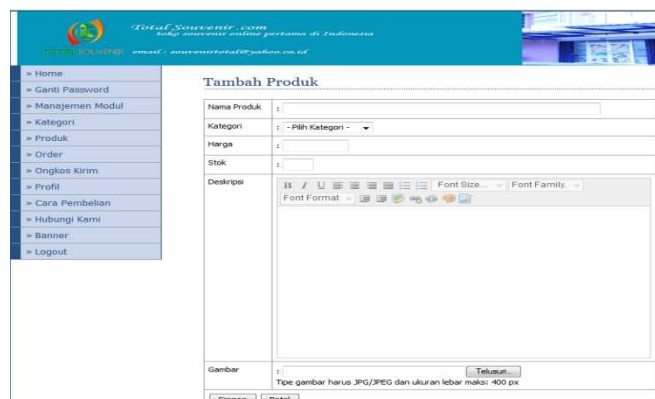 Total Souvenir.com
toko souvenir online pertama di Indonesia
TOTAL SOUVENIR
email : souvenirtotal@yahoo.co.id
» Home
» Ganti Password
» Manajemen Modul
» Kategori
» Produk
» Order
» Ongkos Kirim
» Profil
» Cara Pembelian
» Hubungi Kami
» Banner
» Logout
Tambah Produk
Nama Produk :
Kategori : - Pilih Kategori -
Harga :
Stok :
Deskripsi
B I U Font Size... Font Family.
Font Format
Gambar : Telusuri..
Tipe gambar harus JPG/JPEG dan ukuran lebar maks: 400 px
Simpan Batal